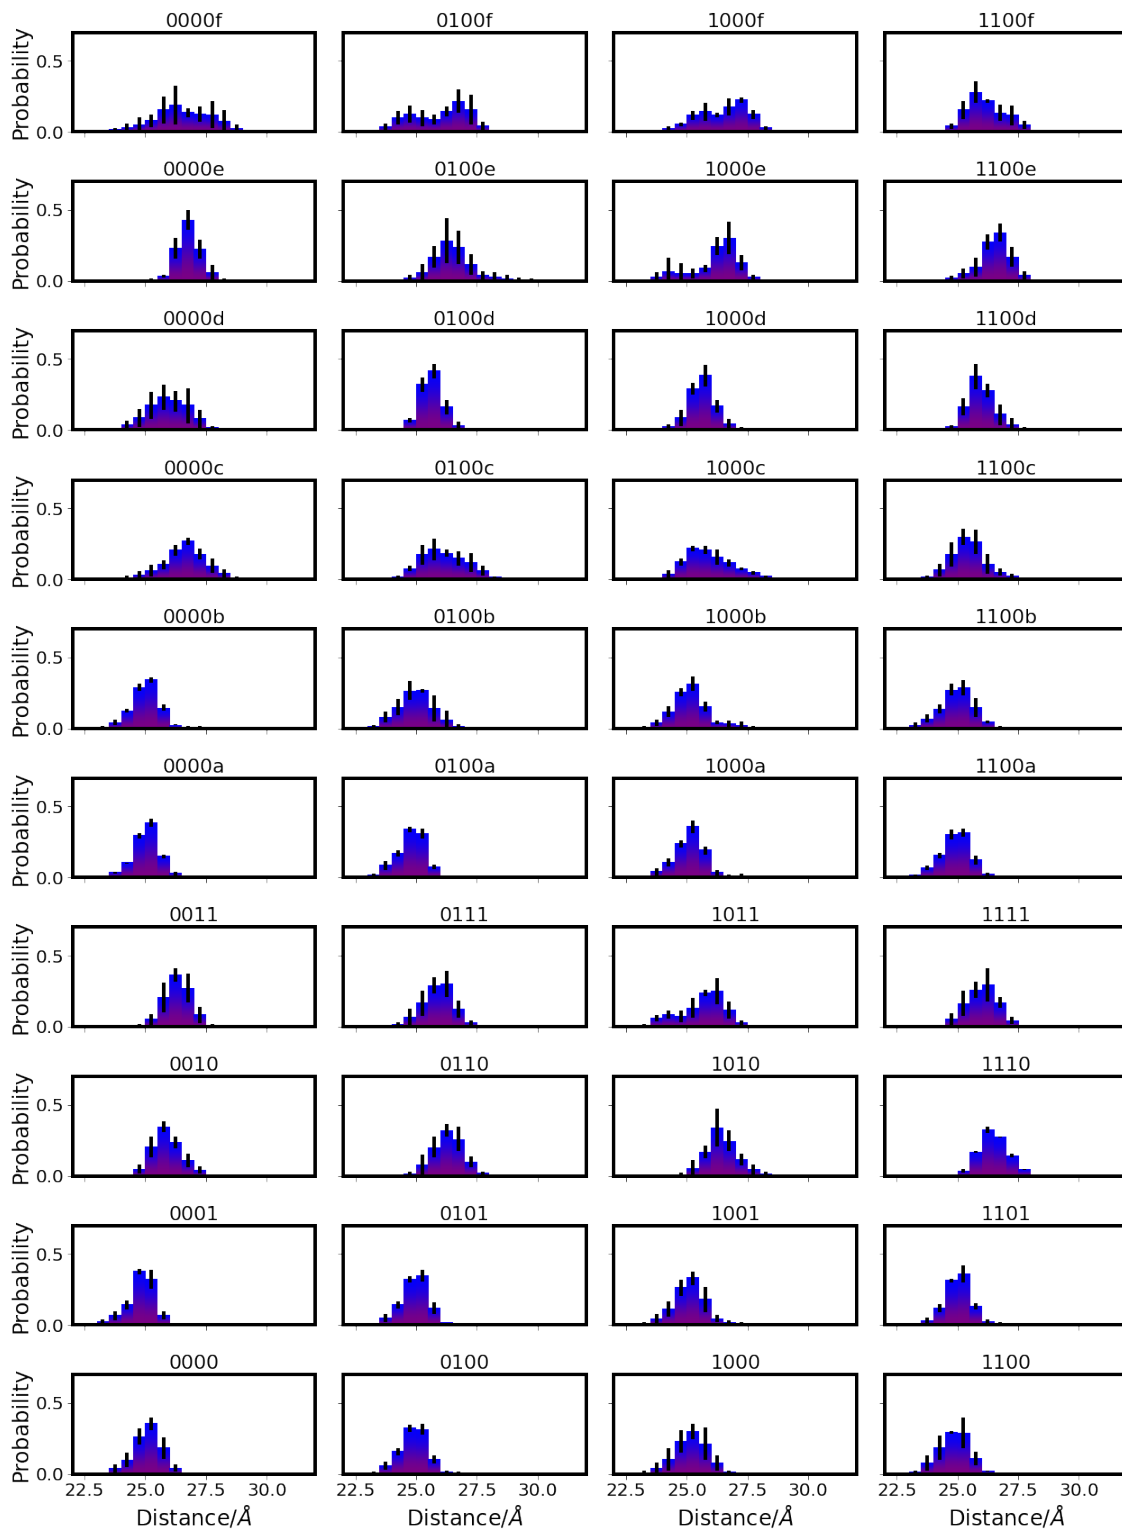 0000f 0100f 1000f 1100f
Probability
0.5
0.0
0000e 0100e 1000e 1100e
Probability
0.5
0.0
0000d 0100d 1000d 1100d
Probability
0.5
0.0
0000c 0100c 1000c 1100c
Probability
0.5
0.0
0000b 0100b 1000b 1100b
Probability
0.5
0.0
0000a 0100a 1000a 1100a
Probability
0.5
0.0
0011 0111 1011 1111
Probability
0.5
0.0
0010 0110 1010 1110
Probability
0.5
0.0
0001 0101 1001 1101
Probability
0.5
0.0
0000 0100 1000 1100
Probability
0.5
0.0
22.5 25.0 27.5 30.0 22.5 25.0 27.5 30.0 22.5 25.0 27.5 30.0 22.5 25.0 27.5 30.0
Distance/Å Distance/Å Distance/Å Distance/Å